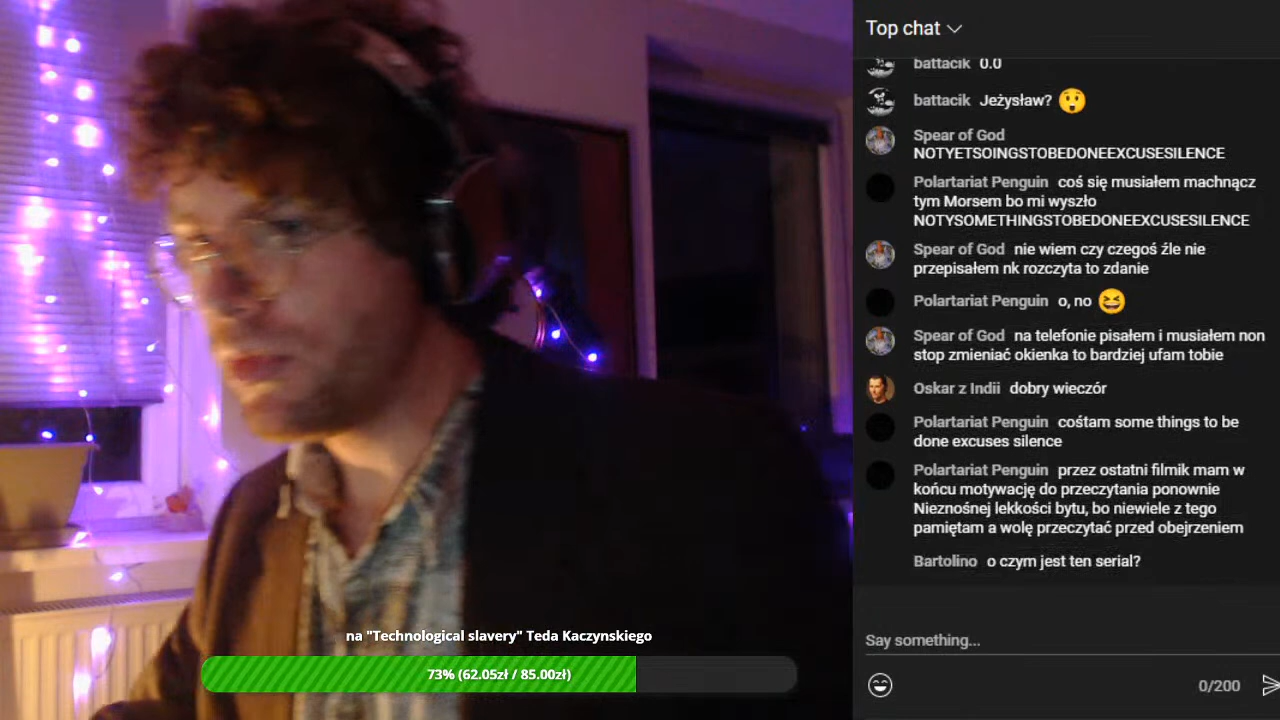 Top chat
battacik 0.0
battacik Jeżysław?
Spear of God
NOTYETSOINGSTOBEDONEEXCUSESILENCE
Polartariat Penguin coś się musiałem machnącz
tym Morsem bo mi wyszło
NOTYSOMETHINGSTOBEDONEEXCUSESILENCE
Spear of God nie wiem czy czegoś źle nie
przepisałem nk rozczyta to zdanie
Polartariat Penguin o, no
Spear of God na telefonie pisałem i musiałem non
stop zmieniać okienka to bardziej ufam tobie
Oskar z Indii dobry wieczór
Polartariat Penguin cośtam some things to be
done excuses silence
Polartariat Penguin przez ostatni filmik mam w
końcu motywację do przeczytania ponownie
Nieznośnej lekkości bytu, bo niewiele z tego
pamiętam a wolę przeczytać przed obejrzeniem
Bartolino o czym jest ten serial?
Say something...
0/200
na "Technological slavery" Teda Kaczynskiego
73% (62.05zł / 85.00zł)